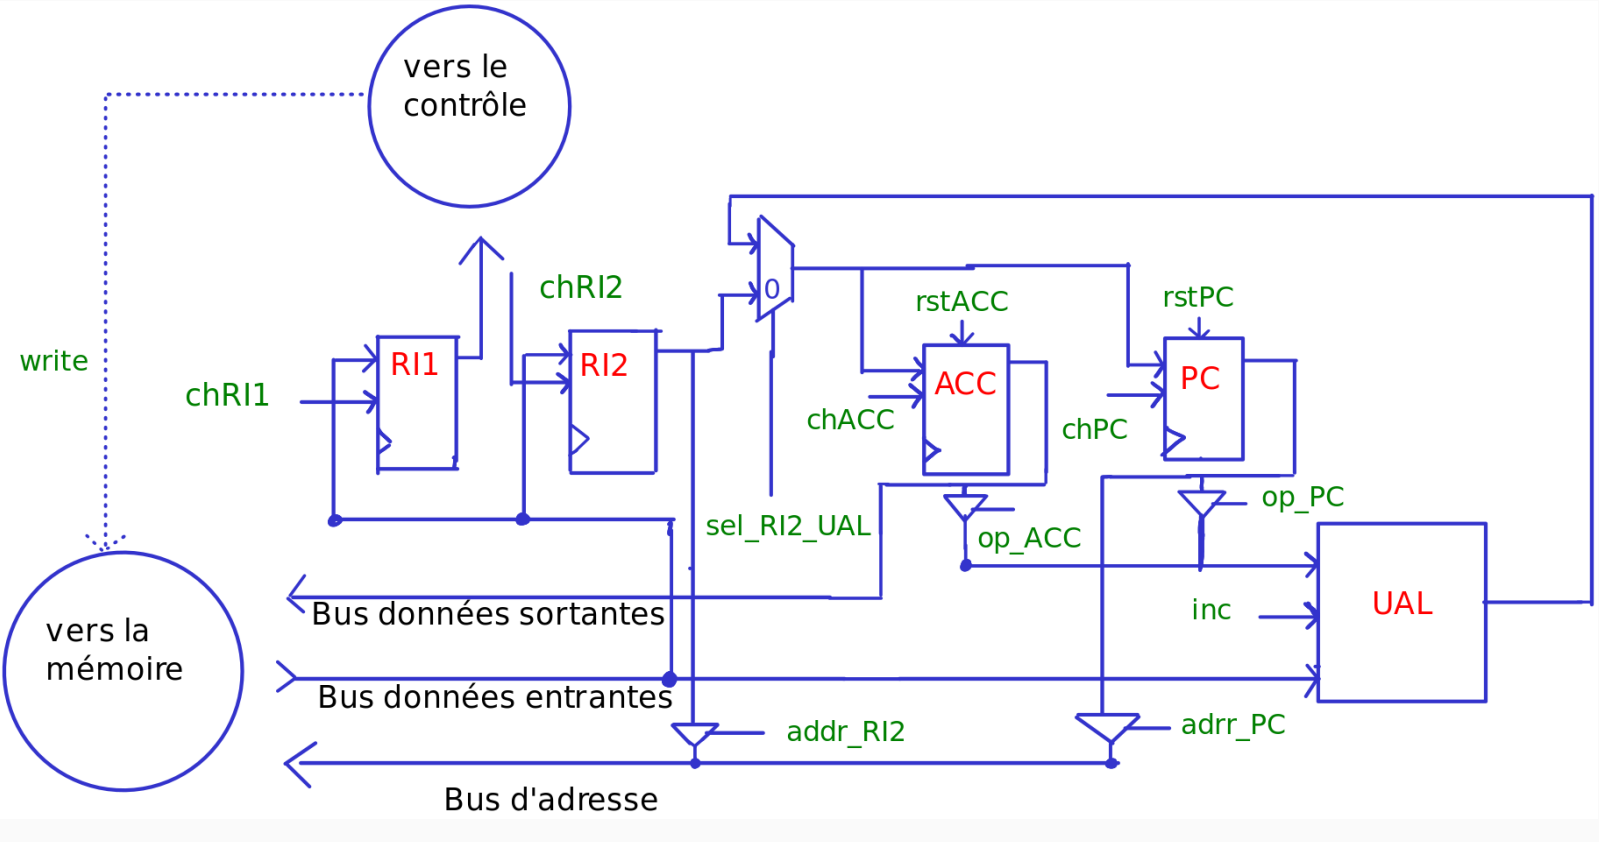 vers le
contrôle
write
chRI1
RI1
chRI2
RI2
0
sel_RI2_UAL
rstACC
ACC
chACC
op_ACC
rstPC
PC
chPC
op_PC
inc
UAL
vers la
mémoire
Bus données sortantes
Bus données entrantes
addr_RI2
adrr_PC
Bus d'adresse